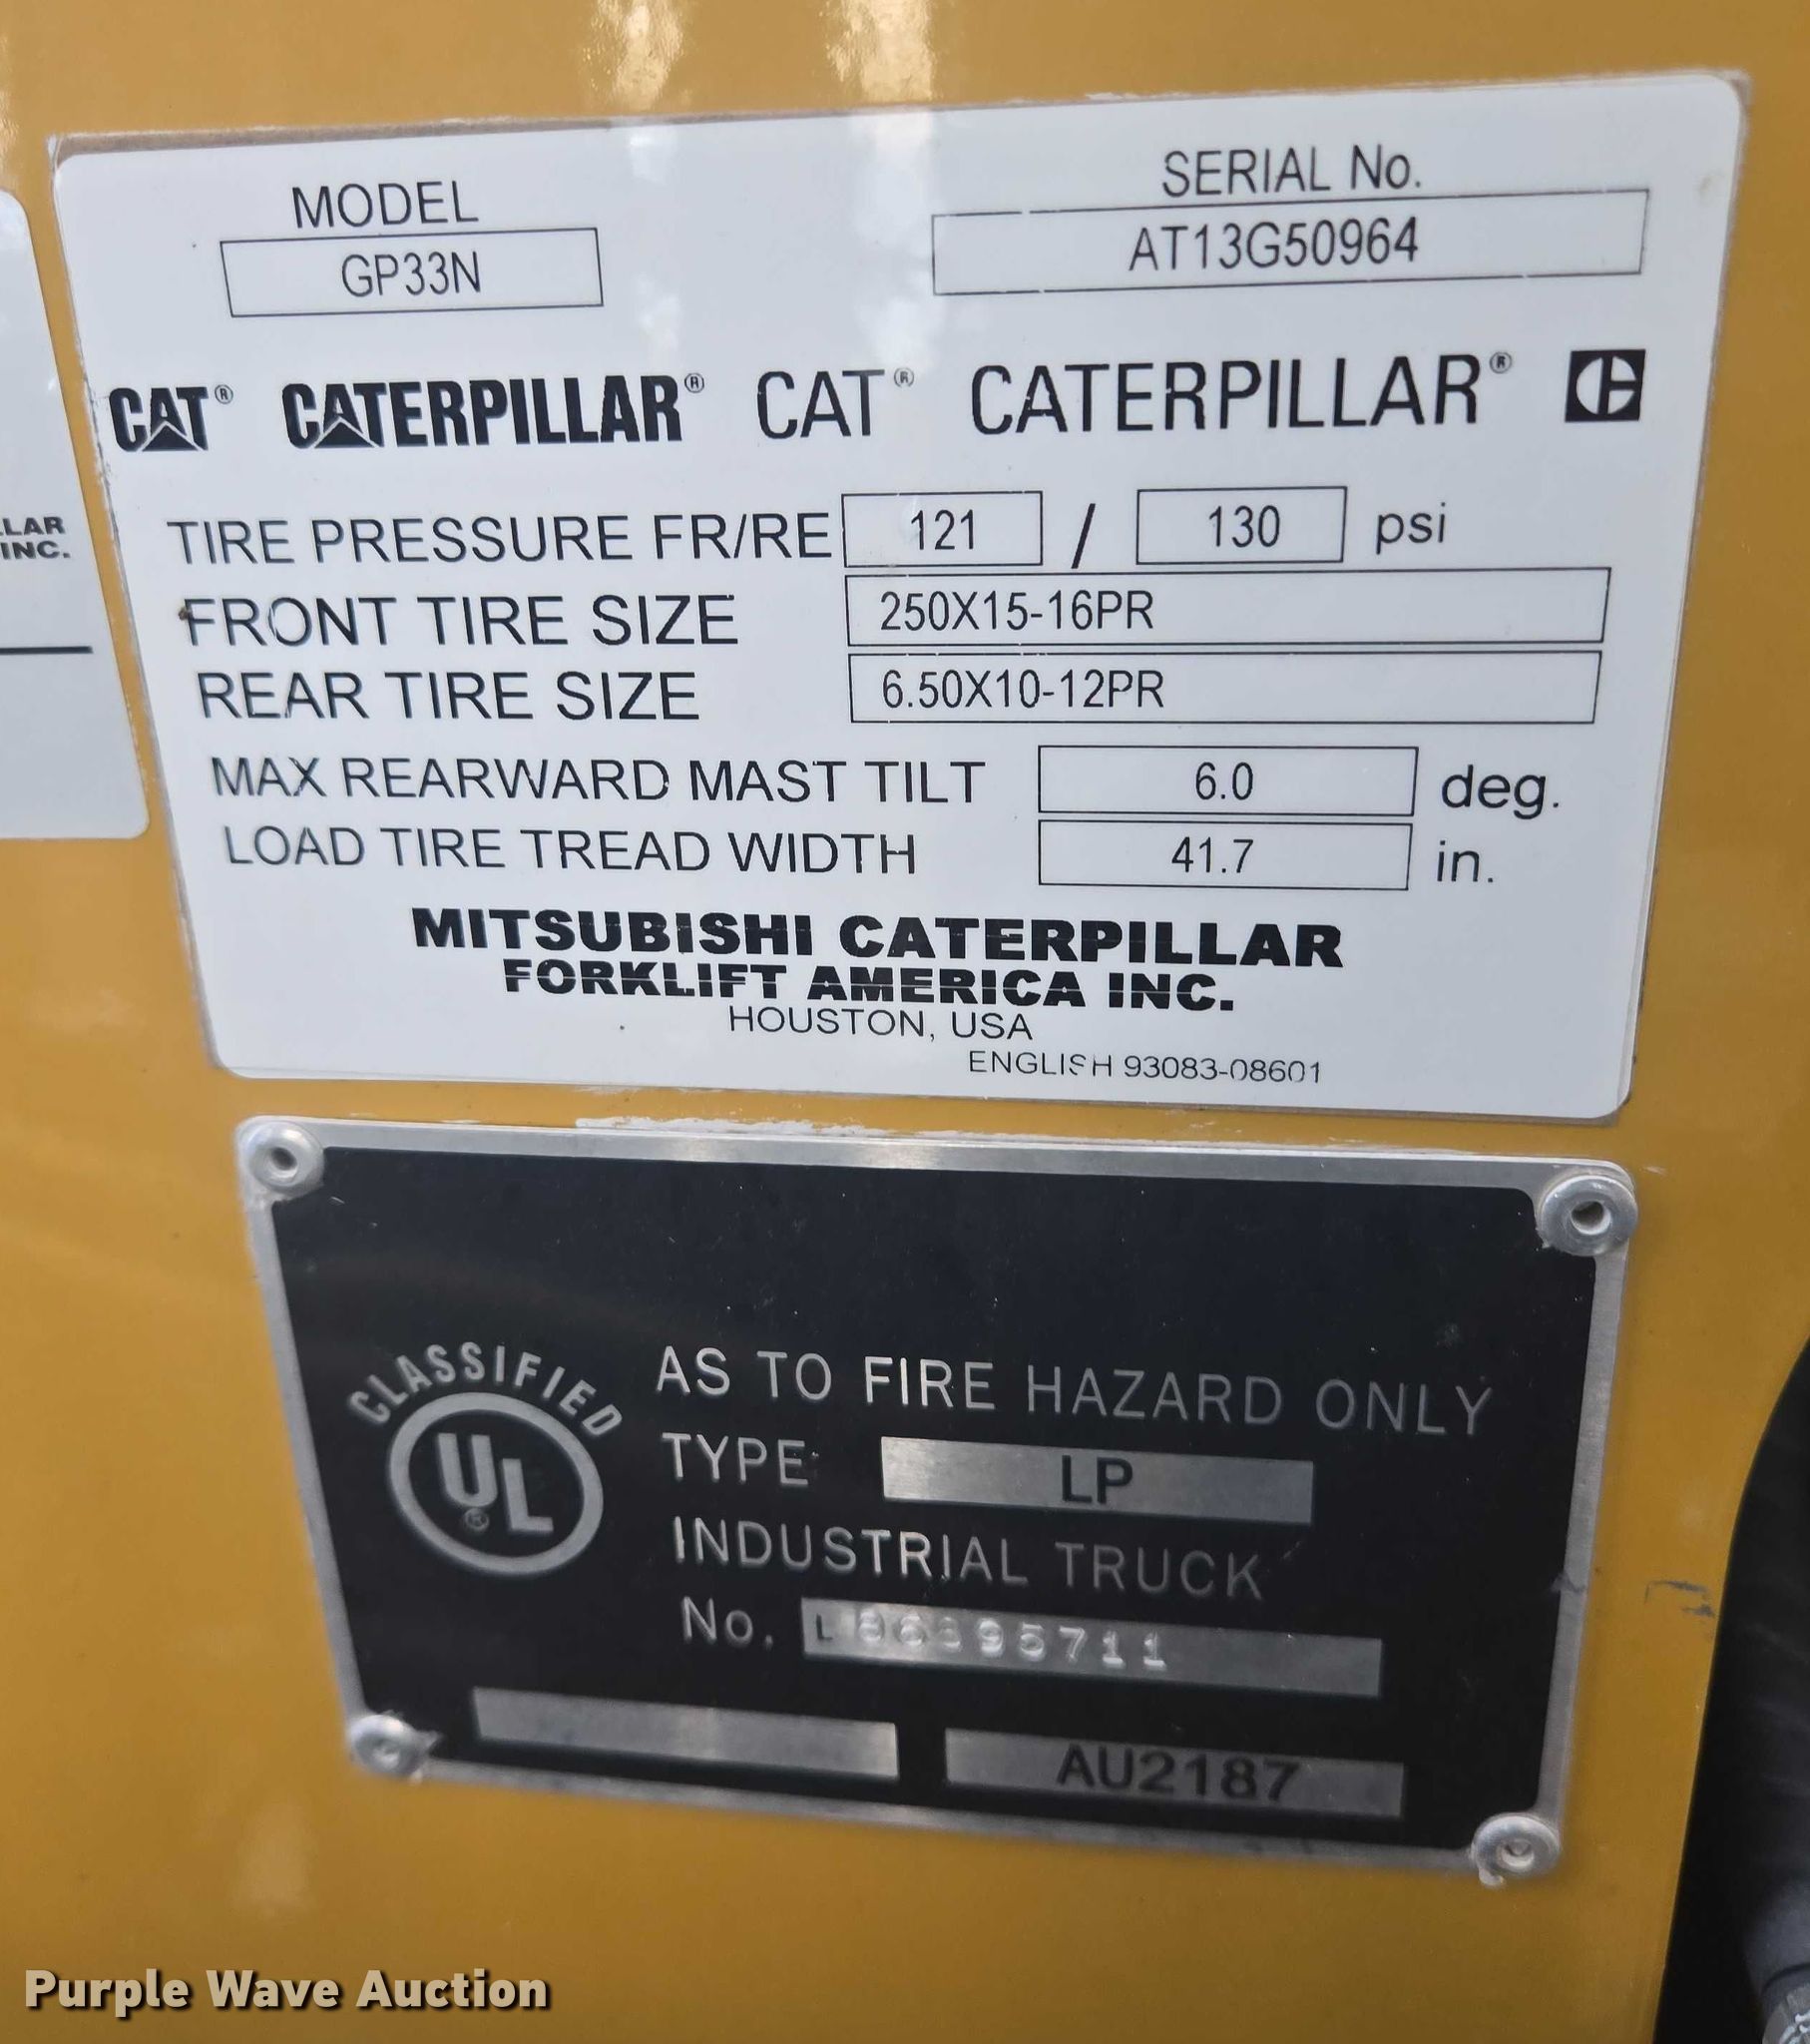 MODEL
GP33N
SERIAL No.
AT13G50964
CAT® CATERPILLAR® CAT® CATERPILLAR®
LAR
INC.
TIRE PRESSURE FR/RE 121 / 130 psi
FRONT TIRE SIZE 250X15-16PR
REAR TIRE SIZE 6.50X10-12PR
MAX REARWARD MAST TILT 6.0 deg.
LOAD TIRE TREAD WIDTH 41.7 in.
MITSUBISHI CATERPILLAR
FORKLIFT AMERICA INC.
HOUSTON, USA
ENGLISH 93083-08601
CLASSIFIED
UL®
AS TO FIRE HAZARD ONLY
TYPE: LP
INDUSTRIAL TRUCK
No.
AU2187
Purple Wave Auction